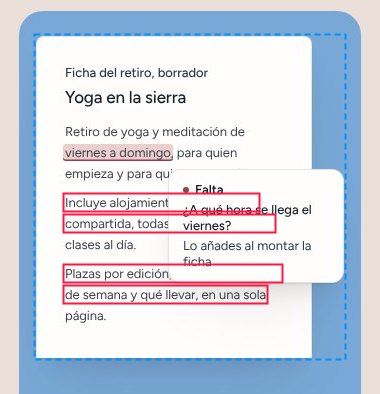 Ficha del retiro, borrador
Yoga en la sierra
Retiro de yoga y meditación de
viernes a domingo, para quien
empieza y para qui
Incluye alojamient
compartida, todas
clases al día.
Plazas por edición,
de semana y qué llevar, en una sola
página.
Falta
¿A qué hora se llega el
viernes?
Lo añades al montar la
ficha